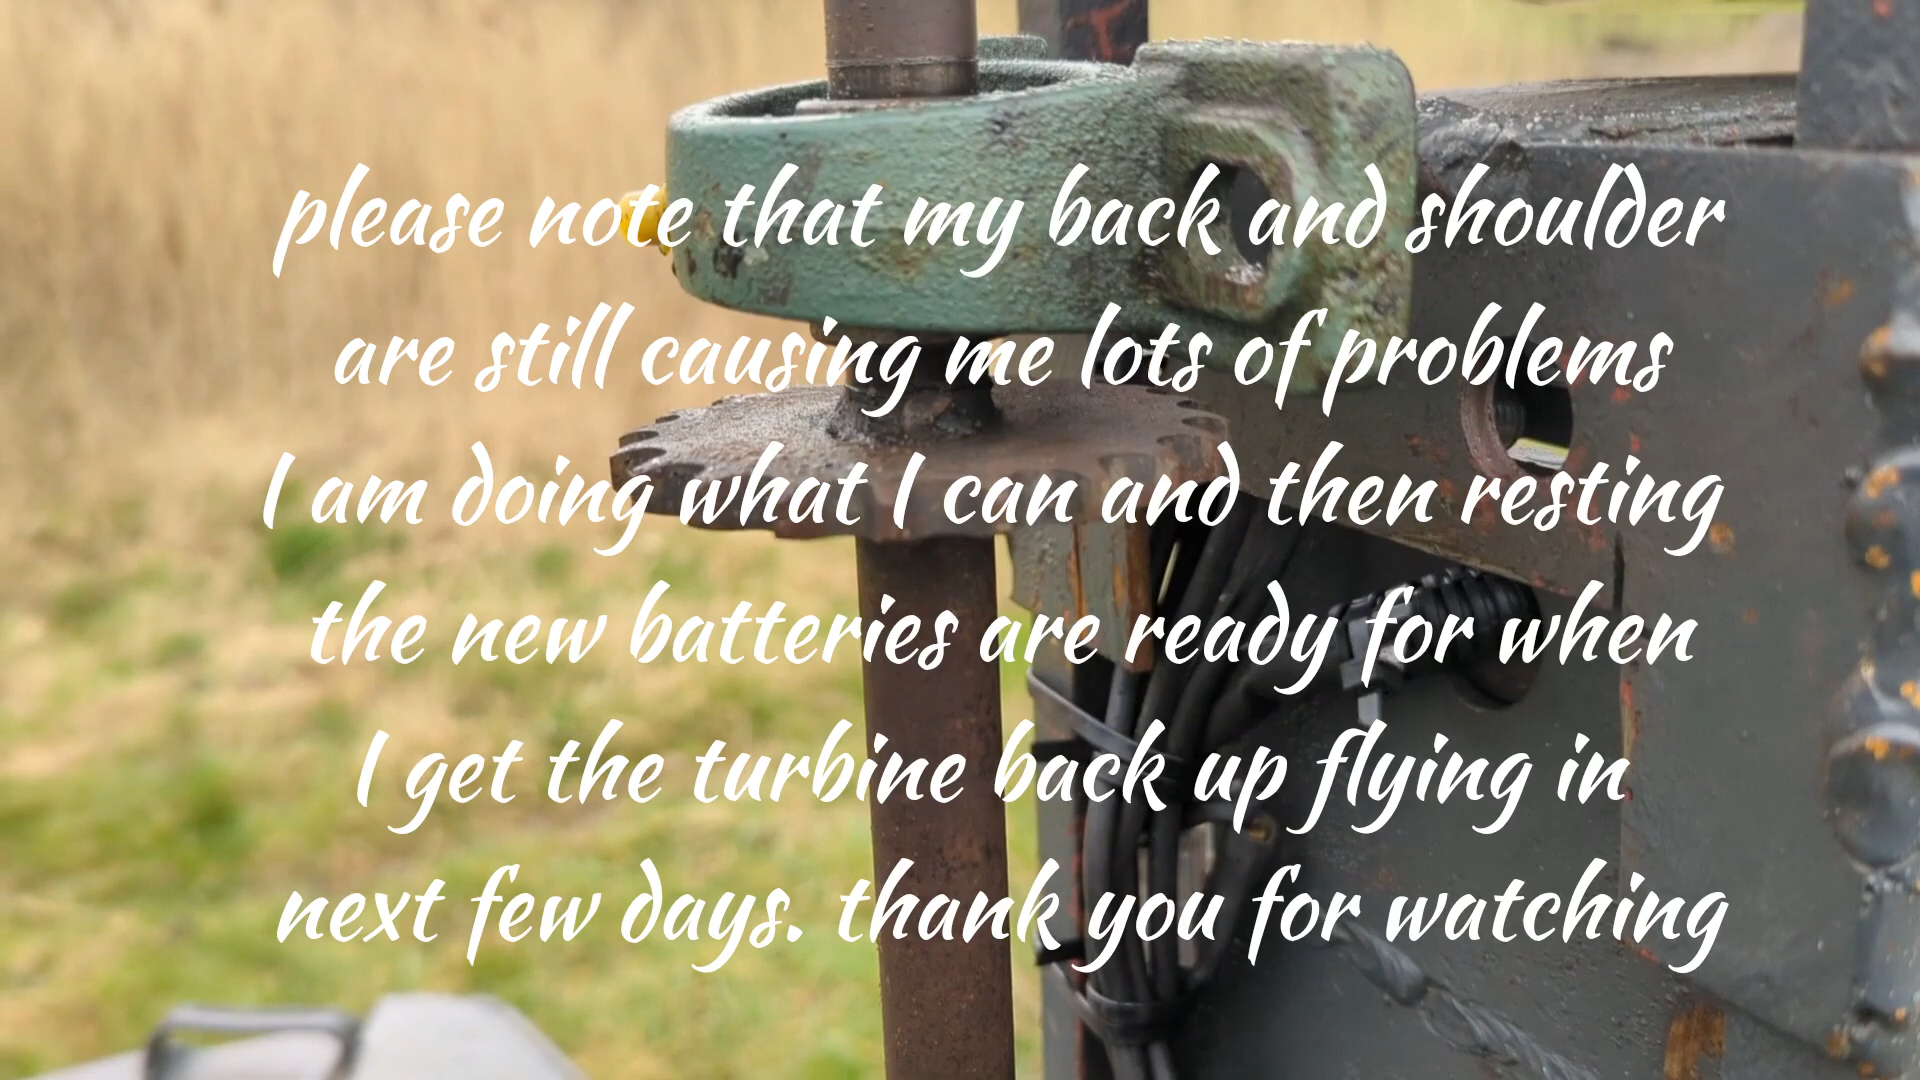 please note that my back and shoulder
are still causing me lots of problems
I am doing what I can and then resting
the new batteries are ready for when
I get the turbine back up flying in
next few days. thank you for watching